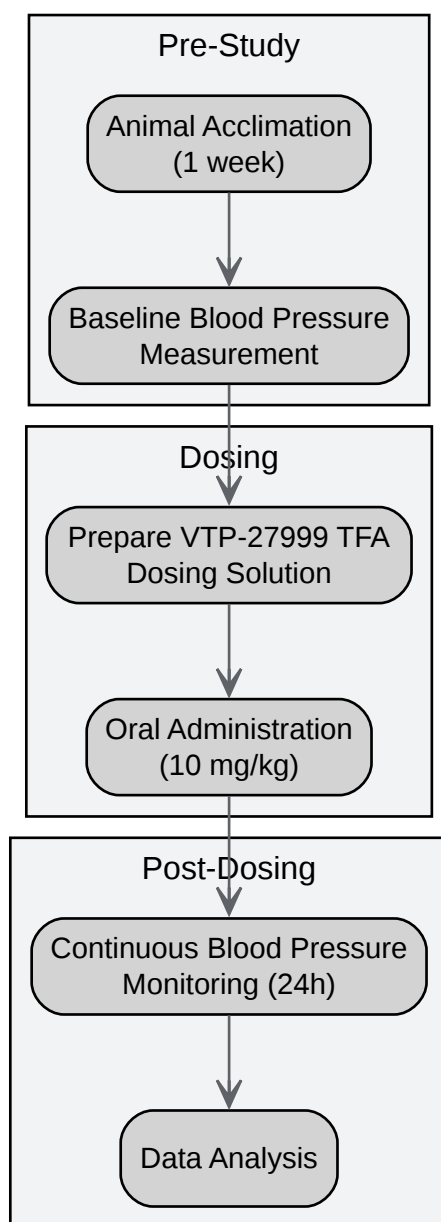 Pre-Study
Animal Acclimation
(1 week)
Baseline Blood Pressure
Measurement
Dosing
Prepare VTP-27999 TFA
Dosing Solution
Oral Administration
(10 mg/kg)
Post-Dosing
Continuous Blood Pressure
Monitoring (24h)
Data Analysis